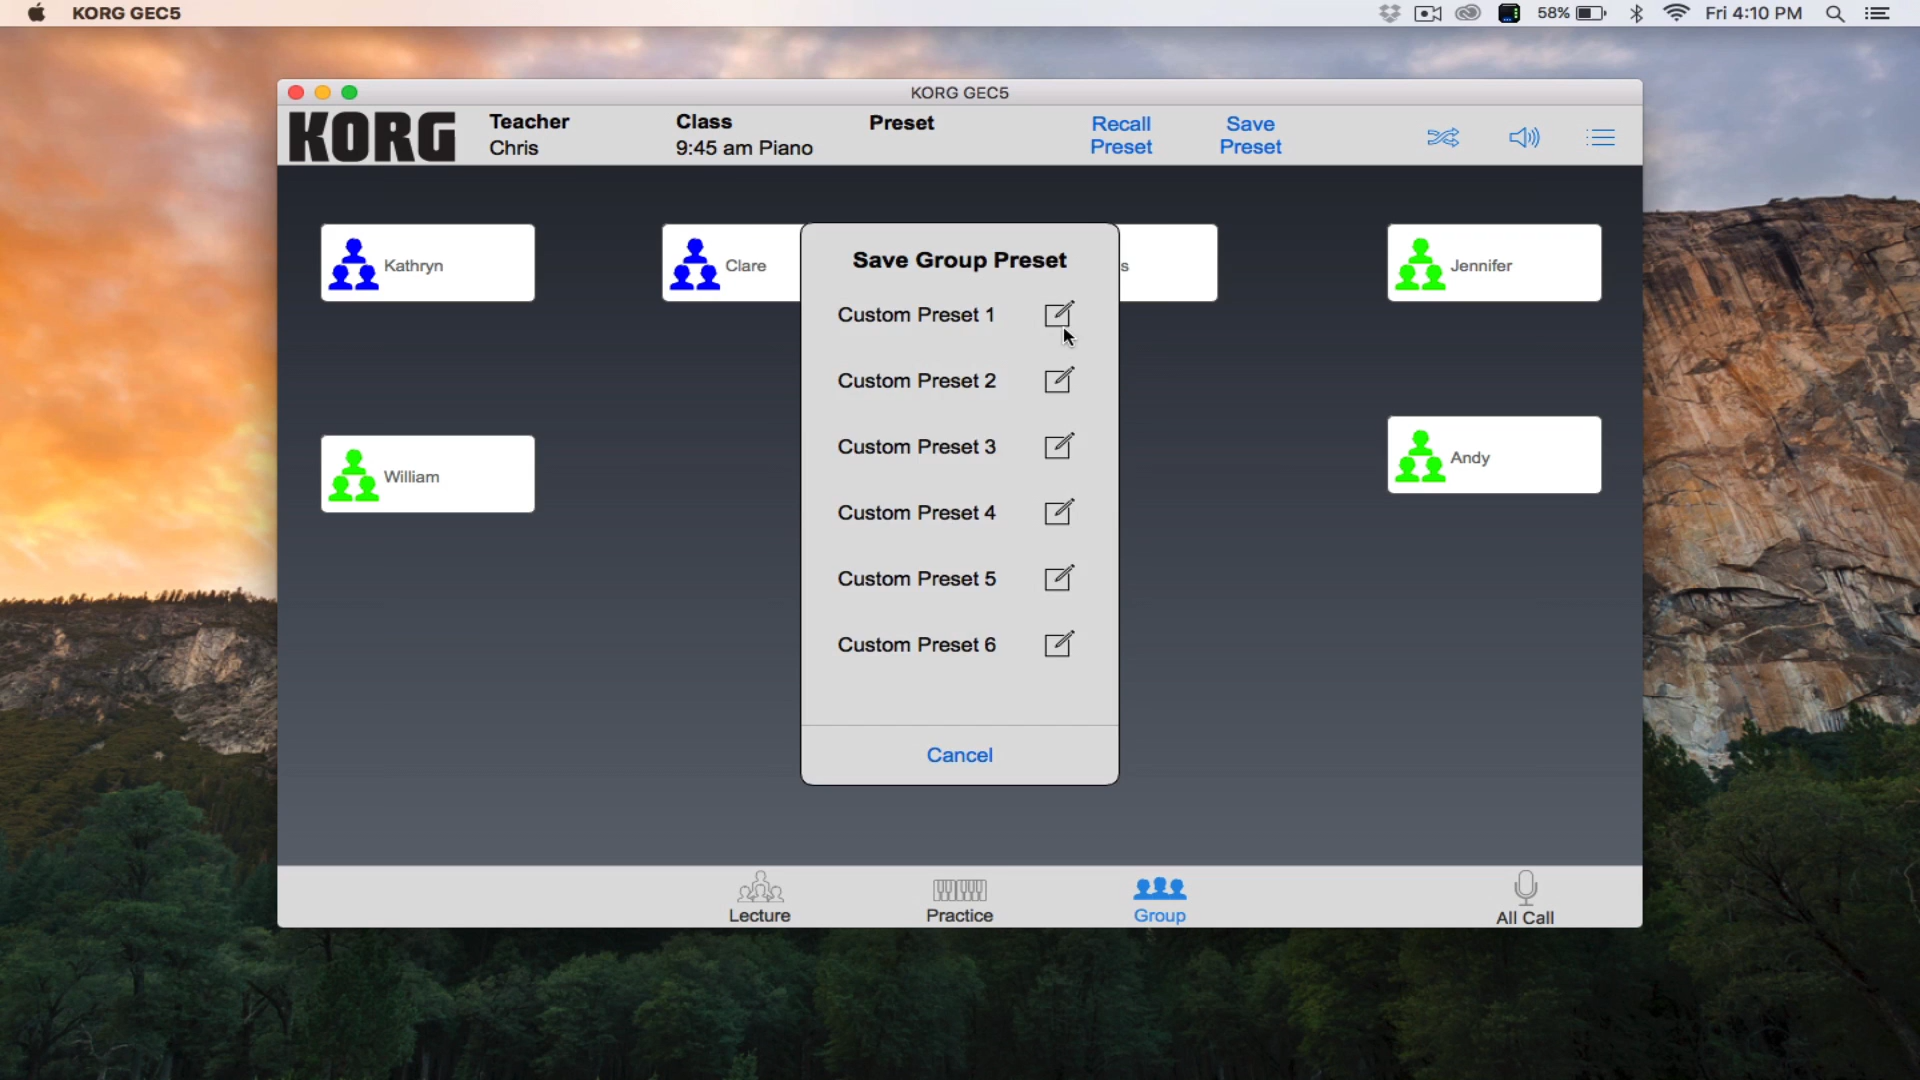 KORG GEC5
58%
Fri 4:10 PM
KORG GEC5
KORG
Teacher
Chris
Class
9:45 am Piano
Preset
Recall
Preset
Save
Preset
Kathryn
Clare
s
Jennifer
William
Andy
Save Group Preset
Custom Preset 1
Custom Preset 2
Custom Preset 3
Custom Preset 4
Custom Preset 5
Custom Preset 6
Cancel
Lecture
Practice
Group
All Call